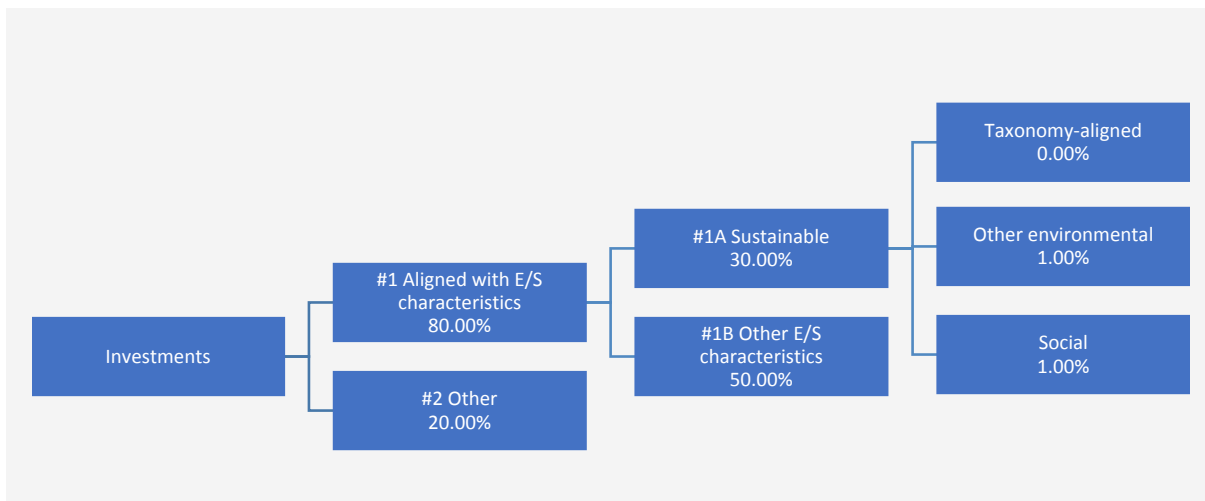 Investments
#1 Aligned with E/S
characteristics
80.00%
#2 Other
20.00%
#1A Sustainable
30.00%
#1B Other E/S
characteristics
50.00%
Taxonomy-aligned
0.00%
Other environmental
1.00%
Social
1.00%